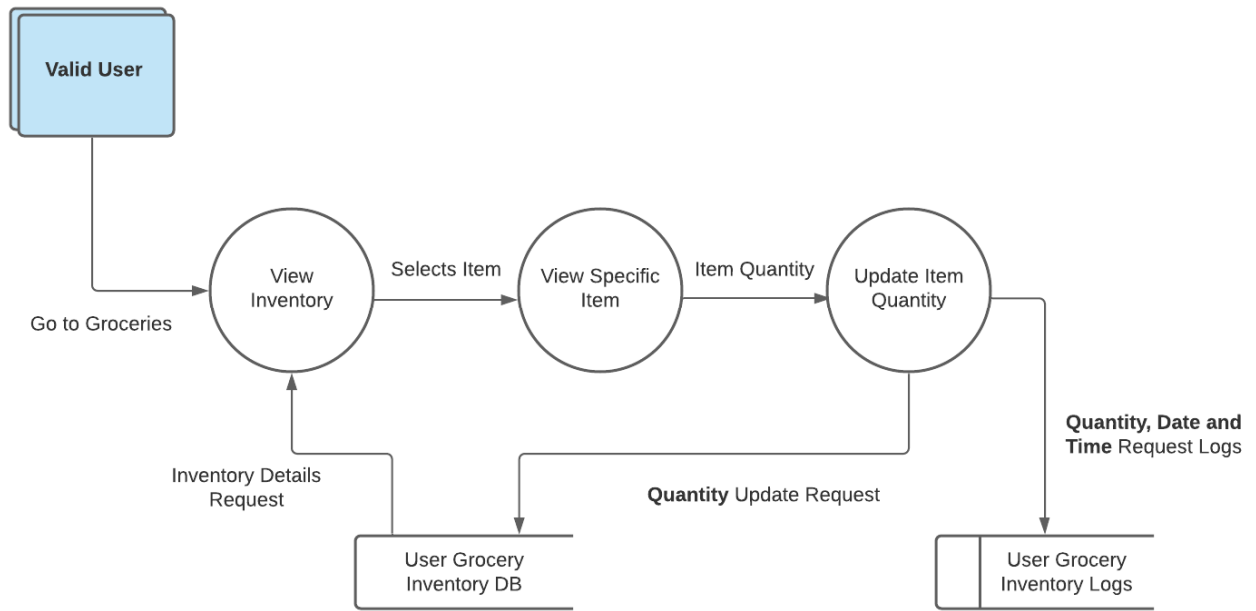 Valid User
Go to Groceries
View
Inventory
Selects Item
View Specific
Item
Item Quantity
Update Item
Quantity
Quantity, Date and
Time Request Logs
Inventory Details
Request
Quantity Update Request
User Grocery
Inventory DB
User Grocery
Inventory Logs